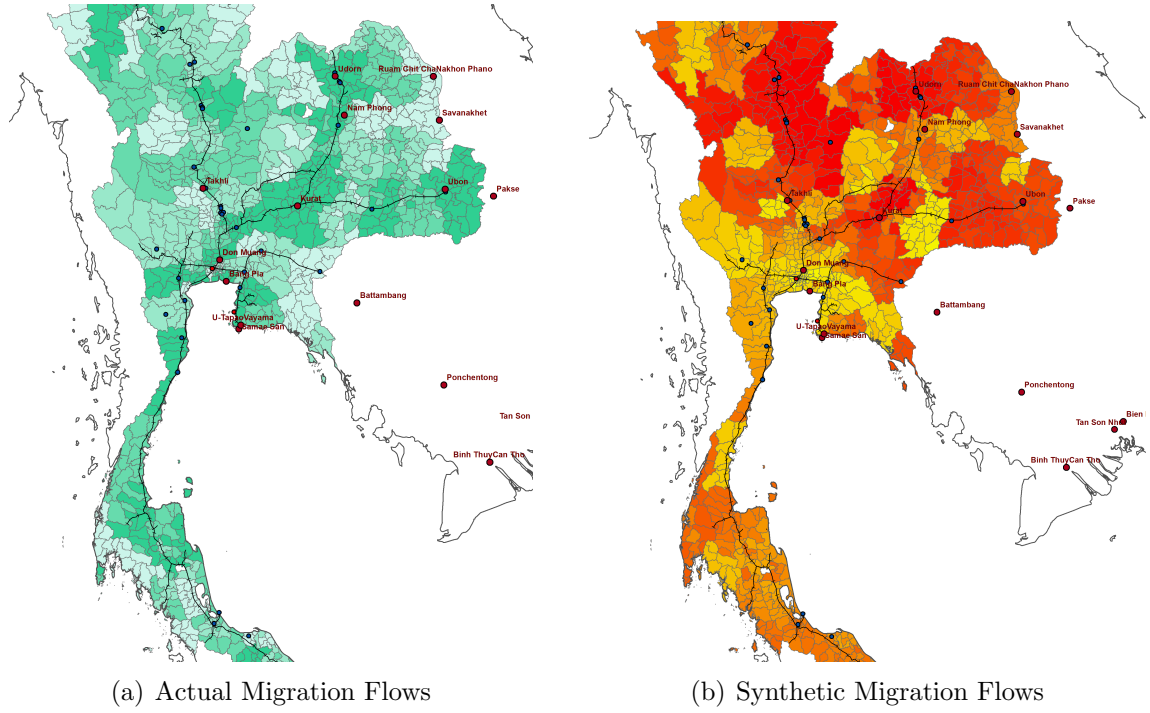 Udorn
Ruam Chit ChaNakhon Phano
Nam Phong
Savanakhet
Takhli
Ubon
Pakse
Kurat
Don Muang
Bang Pla
Battambang
U-TapaoVayama
Samae San
Ponchentong
Tan Son
Binh ThuyCan Tho
(a) Actual Migration Flows
Udorn
Ruam Chit ChaNakhon Phano
Nam Phong
Savanakhet
Takhli
Ubon
Pakse
Kurat
Don Muang
Bang Pla
Battambang
U-TapaoVayama
Samae San
Ponchentong
Bien
Tan Son Nhut
Binh ThuyCan Tho
(b) Synthetic Migration Flows